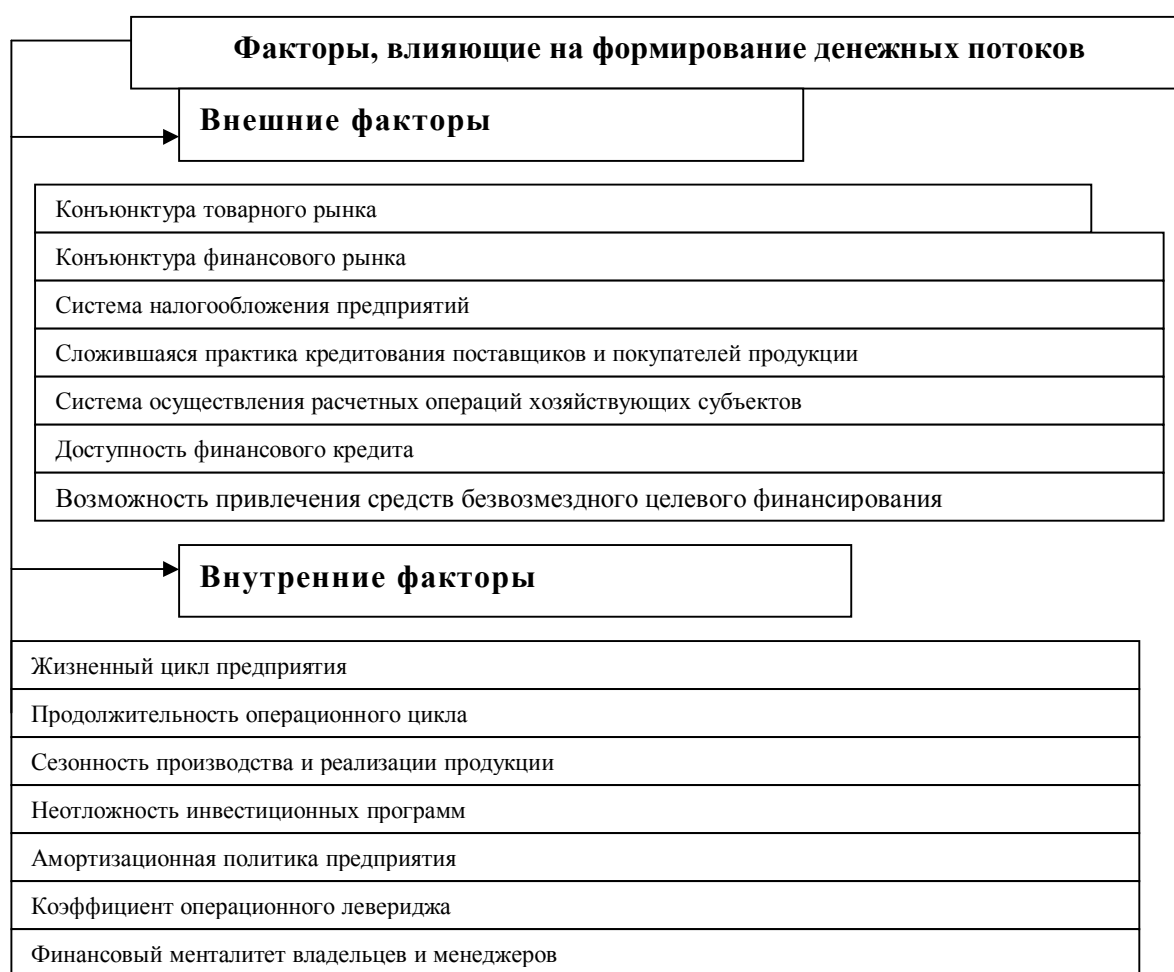 Факторы, влияющие на формирование денежных потоков
Внешние факторы
Конъюнктура товарного рынка
Конъюнктура финансового рынка
Система налогообложения предприятий
Сложившаяся практика кредитования поставщиков и покупателей продукции
Система осуществления расчетных операций хозяйствующих субъектов
Доступность финансового кредита
Возможность привлечения средств безвозмездного целевого финансирования
Внутренние факторы
Жизненный цикл предприятия
Продолжительность операционного цикла
Сезонность производства и реализации продукции
Неотложность инвестиционных программ
Амортизационная политика предприятия
Коэффициент операционного левериджа
Финансовый менталитет владельцев и менеджеров